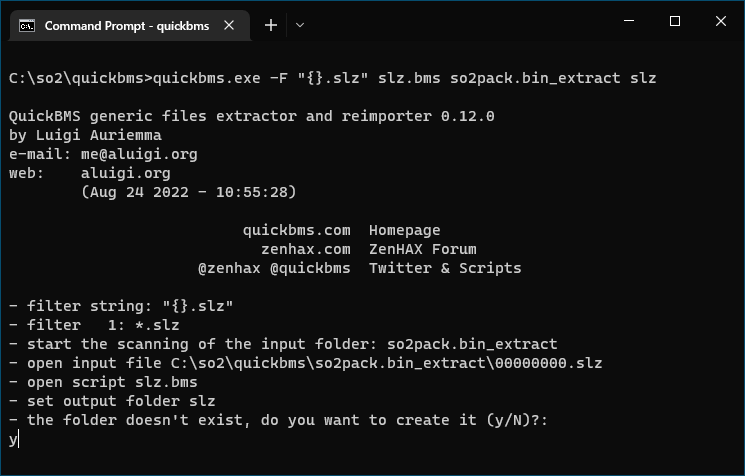 Command Prompt - quickbms
C:\so2\quickbms>quickbms.exe -F "{}.slz" slz.bms so2pack.bin_extract slz
QuickBMS generic files extractor and reimporter 0.12.0
by Luigi Auriemma
e-mail: me@aluigi.org
web:    aluigi.org
        (Aug 24 2022 - 10:55:28)
                          quickbms.com  Homepage
                            zenhax.com  ZenHAX Forum
                     @zenhax @quickbms  Twitter & Scripts
- filter string: "{}.slz"
- filter   1: *.slz
- start the scanning of the input folder: so2pack.bin_extract
- open input file C:\so2\quickbms\so2pack.bin_extract\00000000.slz
- open script slz.bms
- set output folder slz
- the folder doesn't exist, do you want to create it (y/N)?:
y